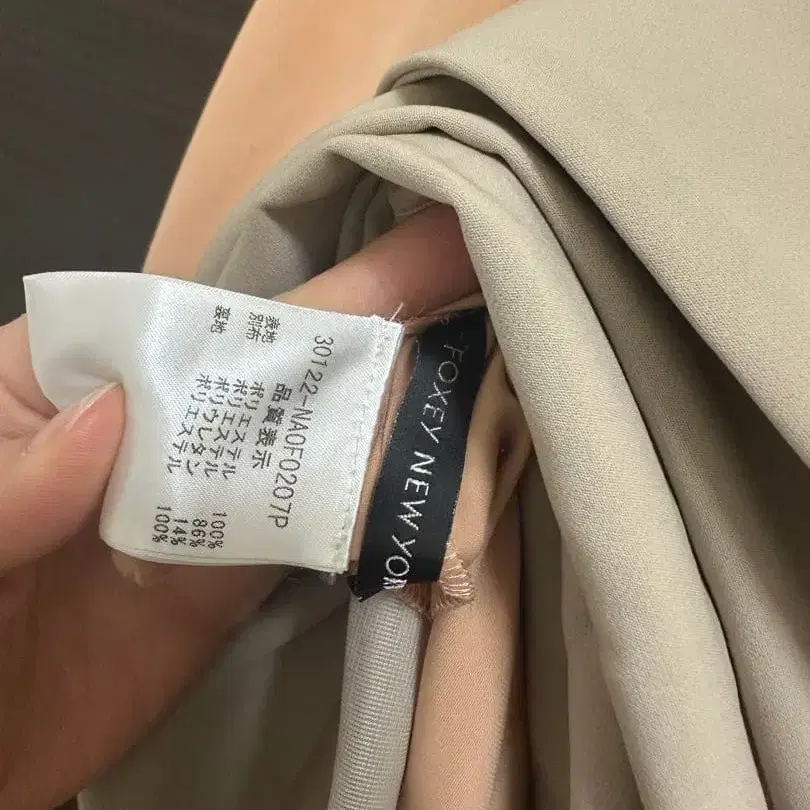 30122-NA0F0207P
品質表示
表地 ポリエステル 100%
別布 ポリエステル 86%
ポリウレタン 14%
裏地 ポリエステル 100%
FOXEY NEW YOR